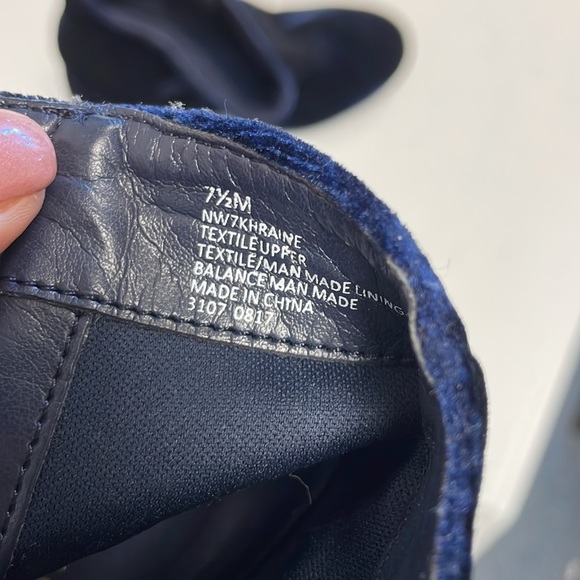 7½M
NW7KHRAINE
TEXTILE UPPER
TEXTILE/MAN MADE LINING
BALANCE MAN MADE
MADE IN CHINA
3107 0817